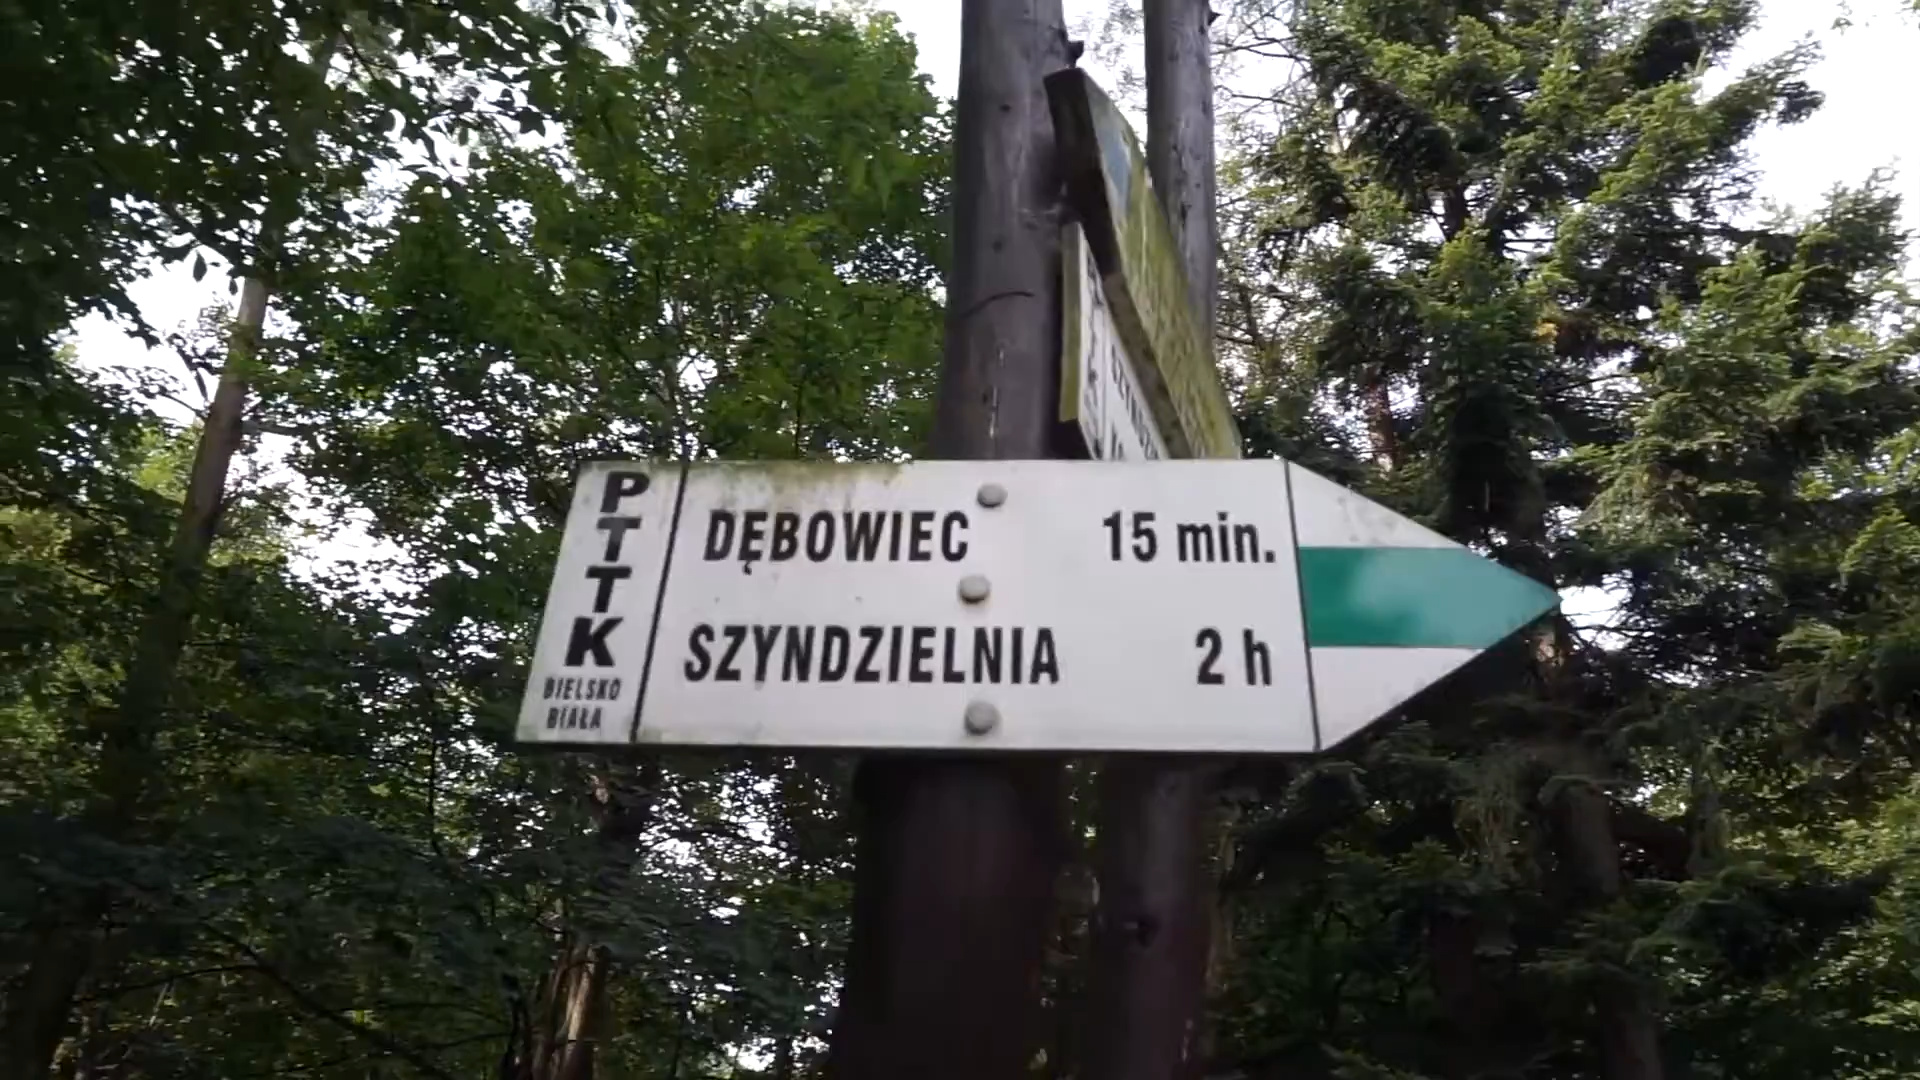 PTTK
BIELSKO
BIAŁA
DĘBOWIEC 15 min.
SZYNDZIELNIA 2 h